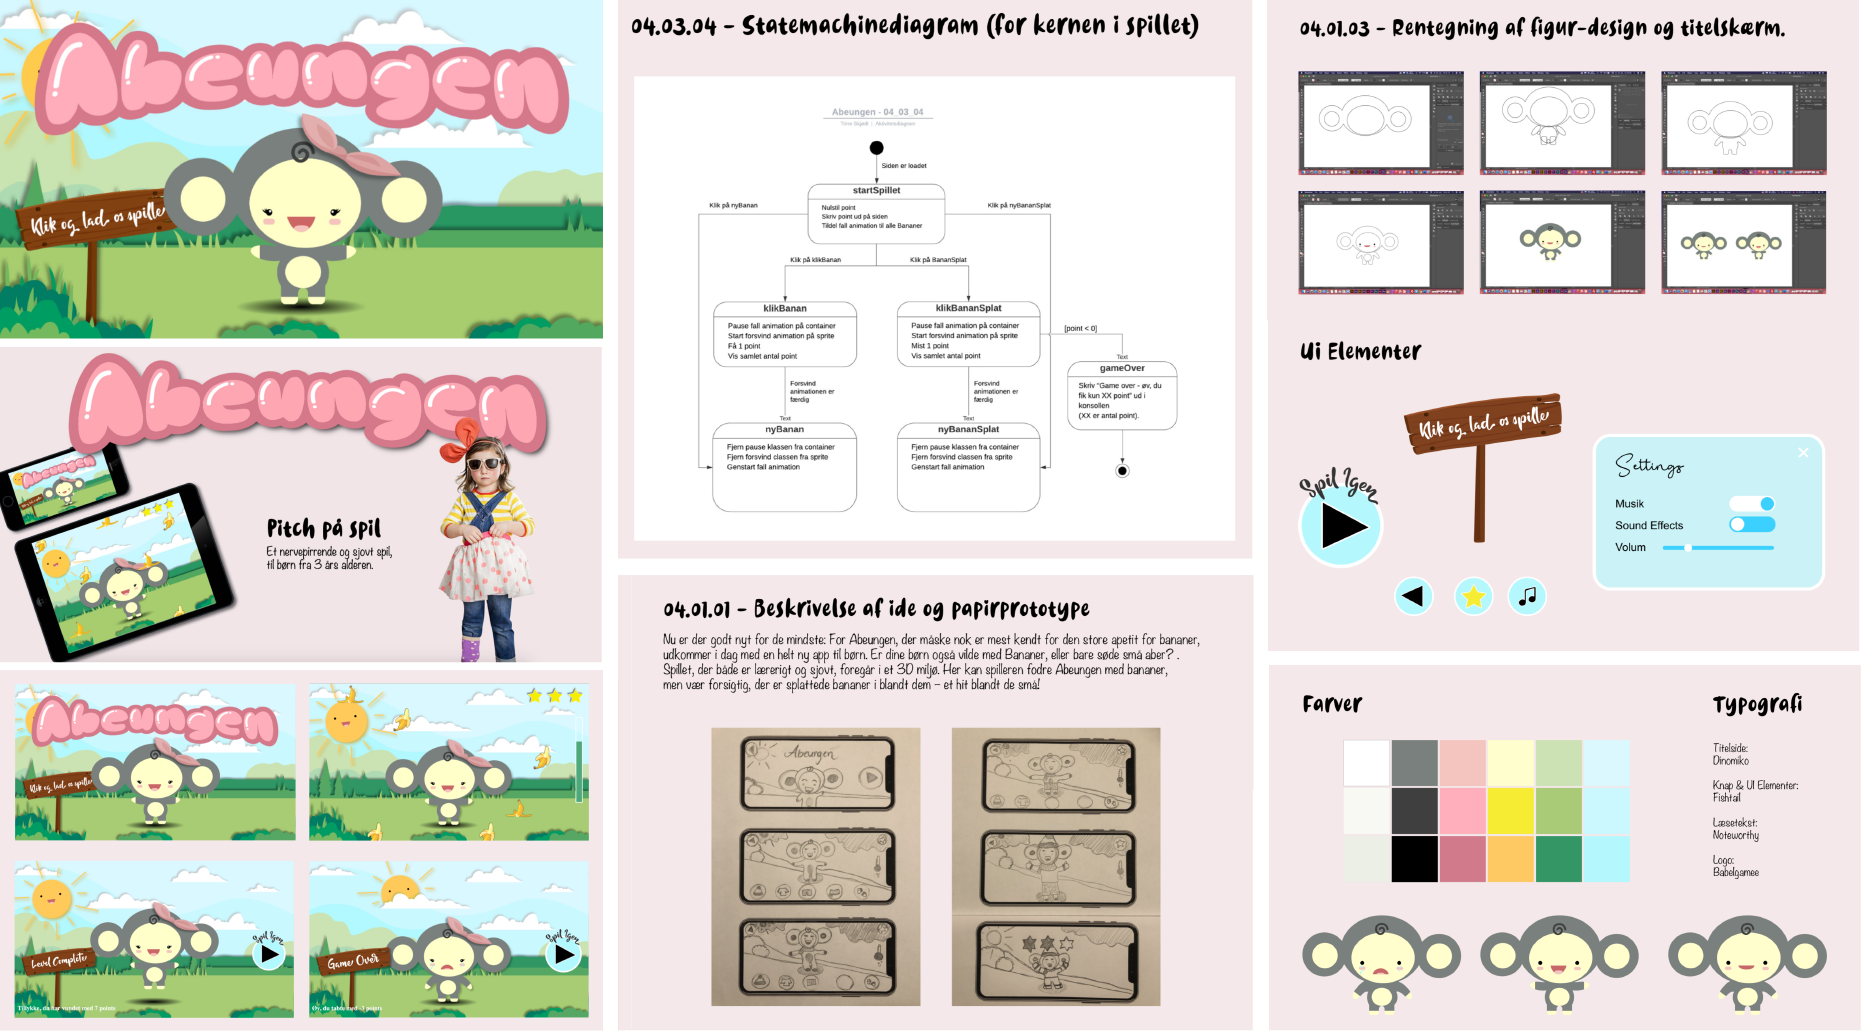 Abeungen
Klik og lad os spille
Abeungen
Abeungen
Pitch på spil
Et nervepirrende og sjovt spil,
til børn fra 3 års alderen.
Abeungen
Klik og lad os spille
Level Complete
Spil Igen
Tillykke, du har vundet med 7 points
Game Over
Spil Igen
Øv, du tabte med -3 points
04.03.04 - Statemachinediagram (for kernen i spillet)
Abeungen - 04_03_04
Siden er loadet
startSpillet
Nulstil point
Skriv point ud på siden
Tildel fall animation til alle Bananer
Klik på nyBanan
Klik på nyBananSplat
Klik på klikBanan
Klik på BananSplat
klikBanan
Pause fall animation på container
Start forsvind animation på sprite
Få 1 point
Vis samlet antal point
klikBananSplat
Pause fall animation på container
Start forsvind animation på sprite
Mist 1 point
Vis samlet antal point
[point < 0]
Text
gameOver
Skriv "Game over - øv, du
fik kun XX point" ud i
konsollen
(XX er antal point).
Forsvind
animationen er
færdig
Text
Forsvind
animationen er
færdig
Text
nyBanan
Fjern pause klassen fra container
Fjern forsvind classen fra sprite
Genstart fall animation
nyBananSplat
Fjern pause klassen fra container
Fjern forsvind classen fra sprite
Genstart fall animation
04.01.01 - Beskrivelse af ide og papirprototype
Nu er der godt nyt for de mindste: For Abeungen, der måske nok er mest kendt for den store apetit for bananer,
udkommer i dag med en helt ny app til børn. Er dine børn også vilde med Bananer, eller bare søde små aber? .
Spillet, der både er lærerigt og sjovt, foregår i et 3D miljø. Her kan spilleren fodre Abeungen med bananer,
men vær forsigtig, der er splattede bananer i blandt dem – et hit blandt de små!
Abeungen
04.01.03 - Rentegning af figur-design og titelskærm.
Ui Elementer
Klik og lad os spille
Spil Igen
Settings
Musik
Sound Effects
Volum
Farver
Typografi
Titelside:
Dinomiko
Knap & UI Elementer:
Fishtail
Læsetekst:
Noteworthy
Logo:
Babelgamee